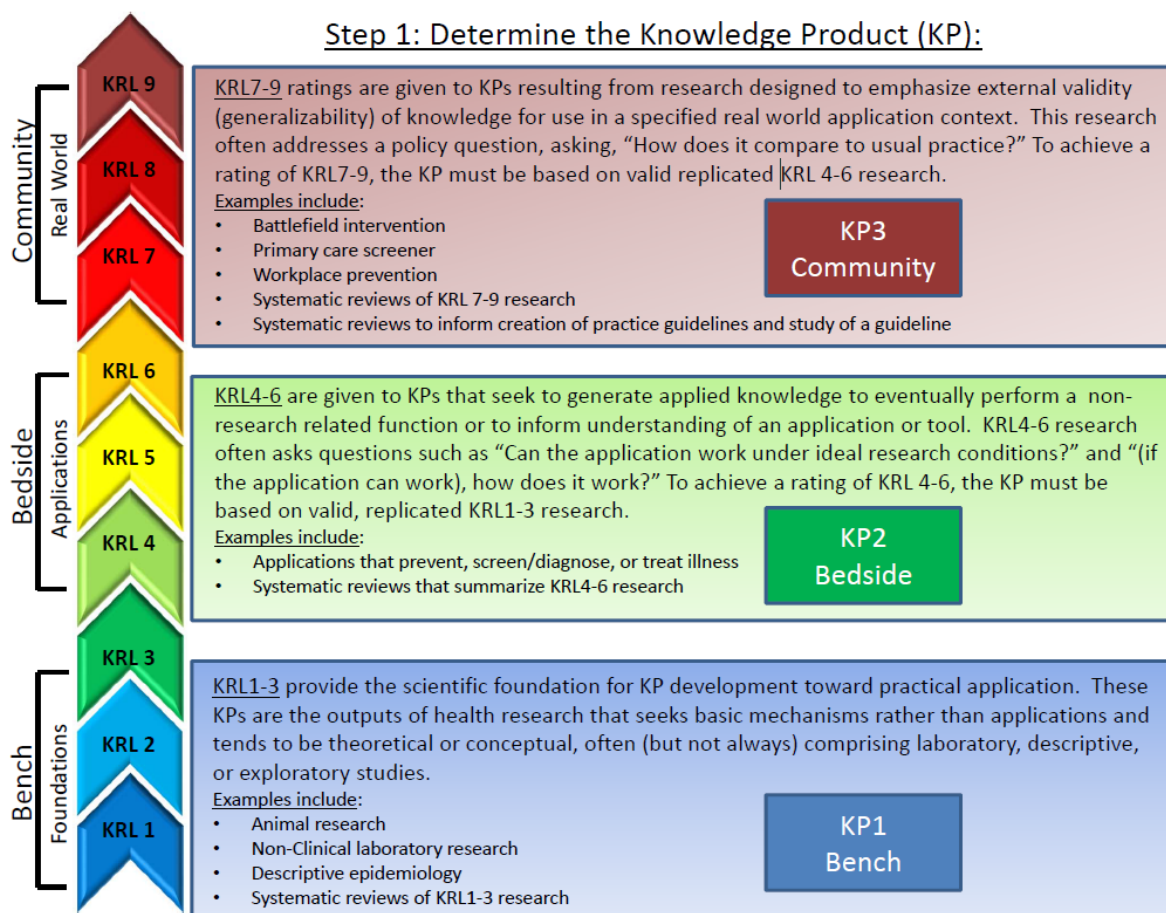 Step 1: Determine the Knowledge Product (KP):
Community
Real World
KRL 9
KRL 8
KRL 7
KRL7-9 ratings are given to KPs resulting from research designed to emphasize external validity
(generalizability) of knowledge for use in a specified real world application context. This research
often addresses a policy question, asking, “How does it compare to usual practice?” To achieve a
rating of KRL7-9, the KP must be based on valid replicated KRL 4-6 research.
Examples include:
• Battlefield intervention
• Primary care screener
• Workplace prevention
• Systematic reviews of KRL 7-9 research
• Systematic reviews to inform creation of practice guidelines and study of a guideline
KP3
Community
Bedside
Applications
KRL 6
KRL 5
KRL 4
KRL4-6 are given to KPs that seek to generate applied knowledge to eventually perform a non-
research related function or to inform understanding of an application or tool. KRL4-6 research
often asks questions such as “Can the application work under ideal research conditions?” and “(if
the application can work), how does it work?” To achieve a rating of KRL 4-6, the KP must be
based on valid, replicated KRL1-3 research.
Examples include:
• Applications that prevent, screen/diagnose, or treat illness
• Systematic reviews that summarize KRL4-6 research
KP2
Bedside
Bench
Foundations
KRL 3
KRL 2
KRL 1
KRL1-3 provide the scientific foundation for KP development toward practical application. These
KPs are the outputs of health research that seeks basic mechanisms rather than applications and
tends to be theoretical or conceptual, often (but not always) comprising laboratory, descriptive,
or exploratory studies.
Examples include:
• Animal research
• Non-Clinical laboratory research
• Descriptive epidemiology
• Systematic reviews of KRL1-3 research
KP1
Bench